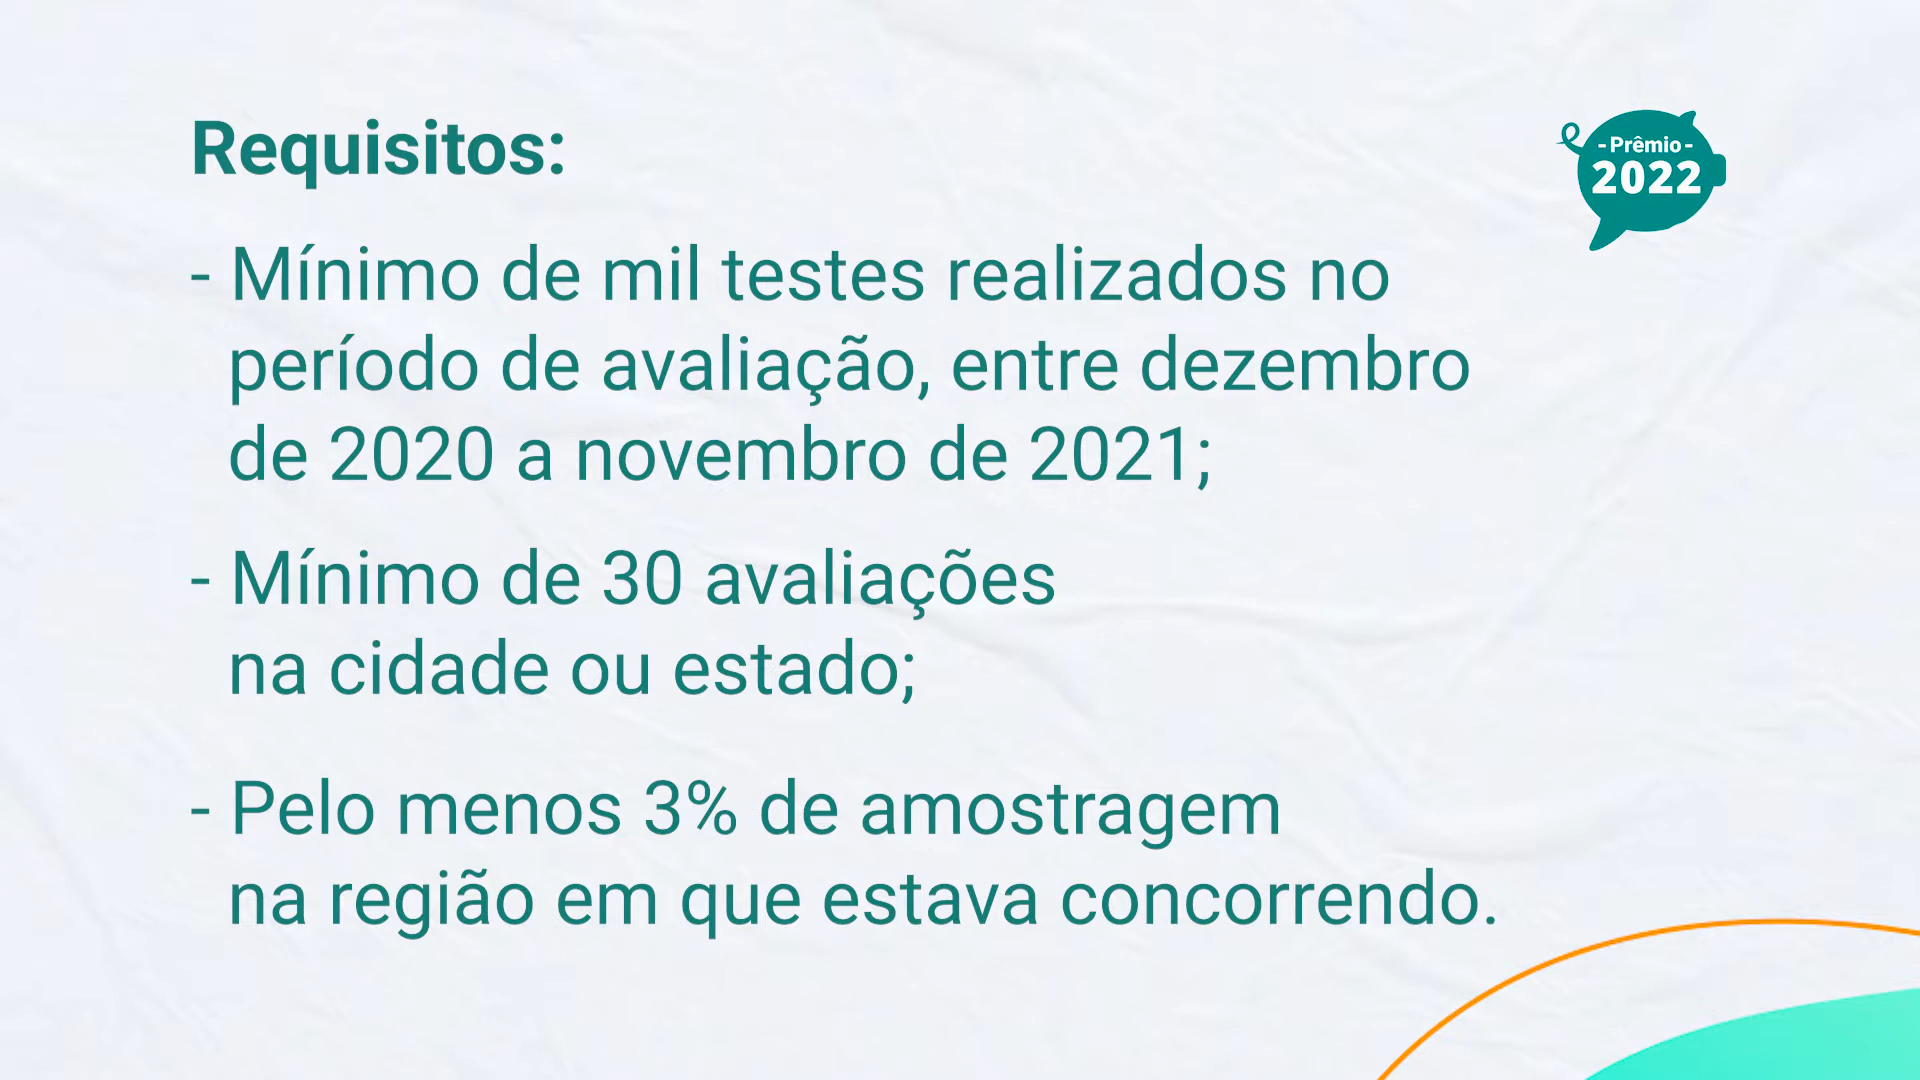 Requisitos:
-Prêmio-
2022
- Mínimo de mil testes realizados no
período de avaliação, entre dezembro
de 2020 a novembro de 2021;
- Mínimo de 30 avaliações
na cidade ou estado;
- Pelo menos 3% de amostragem
na região em que estava concorrendo.